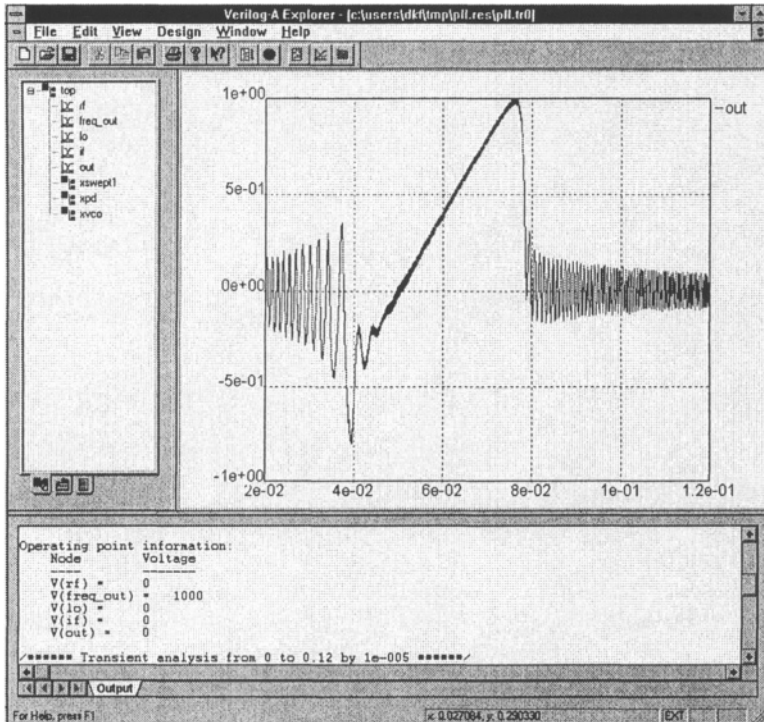 Verilog-A Explorer - [c:\users\dkf\tmp\pll.res\pll.tr0]
File Edit View Design Window Help
top
rf
freq_out
lo
if
out
xswept1
xpd
xvco
1e+00
5e-01
0e+00
-5e-01
-1e+00
2e-02 4e-02 6e-02 8e-02 1e-01 1.2e-01
out
Operating point information:
Node Voltage
---- -------
V(rf) = 0
V(freq_out) = 1000
V(lo) = 0
V(if) = 0
V(out) = 0
/****** Transient analysis from 0 to 0.12 by 1e-005 ******/
Output
For Help, press F1
x: 0.027084, y: 0.290330
EXT